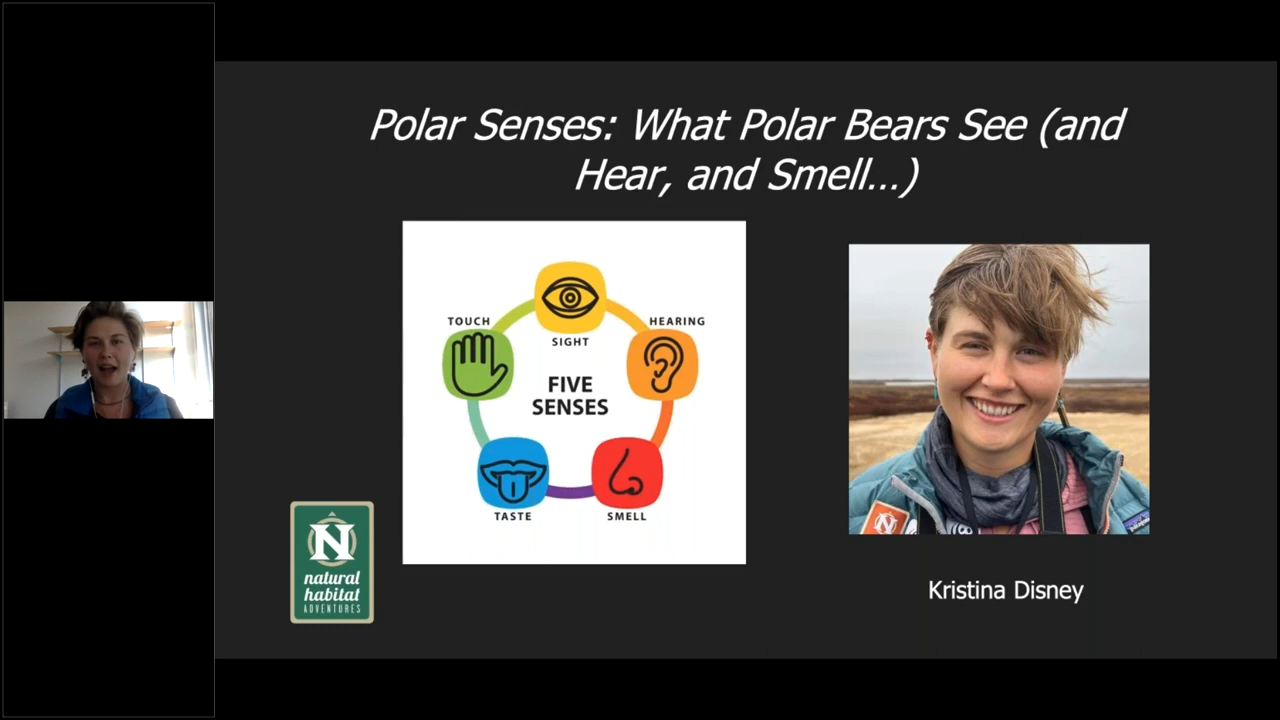 Polar Senses: What Polar Bears See (and
Hear, and Smell...)
TOUCH
SIGHT
HEARING
FIVE
SENSES
TASTE
SMELL
N
natural
habitat
ADVENTURES
N
patagonia
Kristina Disney